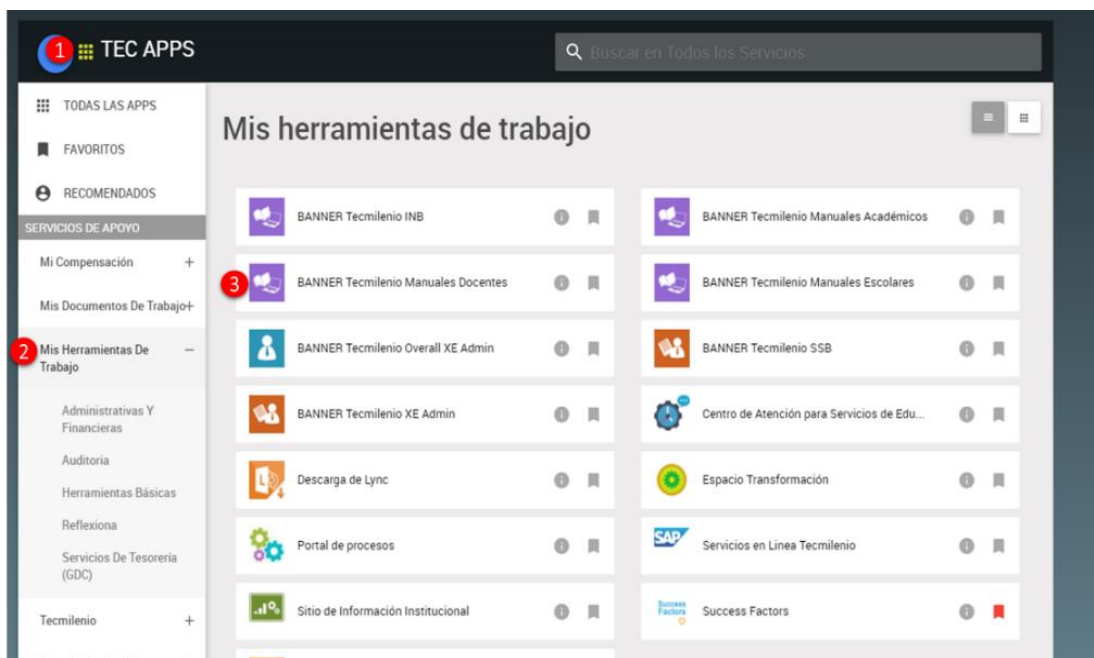 1 TEC APPS
Buscar en Todos los Servicios
TODAS LAS APPS
FAVORITOS
RECOMENDADOS
SERVICIOS DE APOYO
Mi Compensación +
Mis Documentos De Trabajo+
2 Mis Herramientas De –
Trabajo
Administrativas Y
Financieras
Auditoria
Herramientas Básicas
Reflexiona
Servicios De Tesorería
(GDC)
Tecmilenio +
Mis herramientas de trabajo
BANNER Tecmilenio INB
BANNER Tecmilenio Manuales Académicos
3 BANNER Tecmilenio Manuales Docentes
BANNER Tecmilenio Manuales Escolares
BANNER Tecmilenio Overall XE Admin
BANNER Tecmilenio SSB
BANNER Tecmilenio XE Admin
Centro de Atención para Servicios de Edu...
Descarga de Lync
Espacio Transformación
Portal de procesos
SAP Servicios en Linea Tecmilenio
Sitio de Información Institucional
Success
Factors
Success Factors